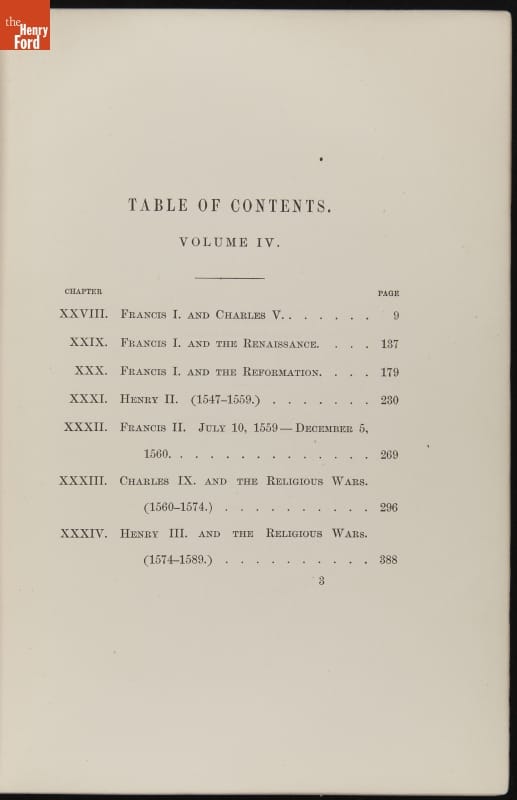 the
Henry
Ford
TABLE OF CONTENTS.
VOLUME IV.
CHAPTER PAGE
XXVIII. FRANCIS I. AND CHARLES V. . . . . . . 9
XXIX. FRANCIS I. AND THE RENAISSANCE. . . . 137
XXX. FRANCIS I. AND THE REFORMATION. . . . 179
XXXI. HENRY II. (1547–1559.) . . . . . . . 230
XXXII. FRANCIS II. JULY 10, 1559 — DECEMBER 5,
1560. . . . . . . . . . . . . . 269
XXXIII. CHARLES IX. AND THE RELIGIOUS WARS.
(1560–1574.) . . . . . . . . . . 296
XXXIV. HENRY III. AND THE RELIGIOUS WARS.
(1574–1589.) . . . . . . . . . . 388
3